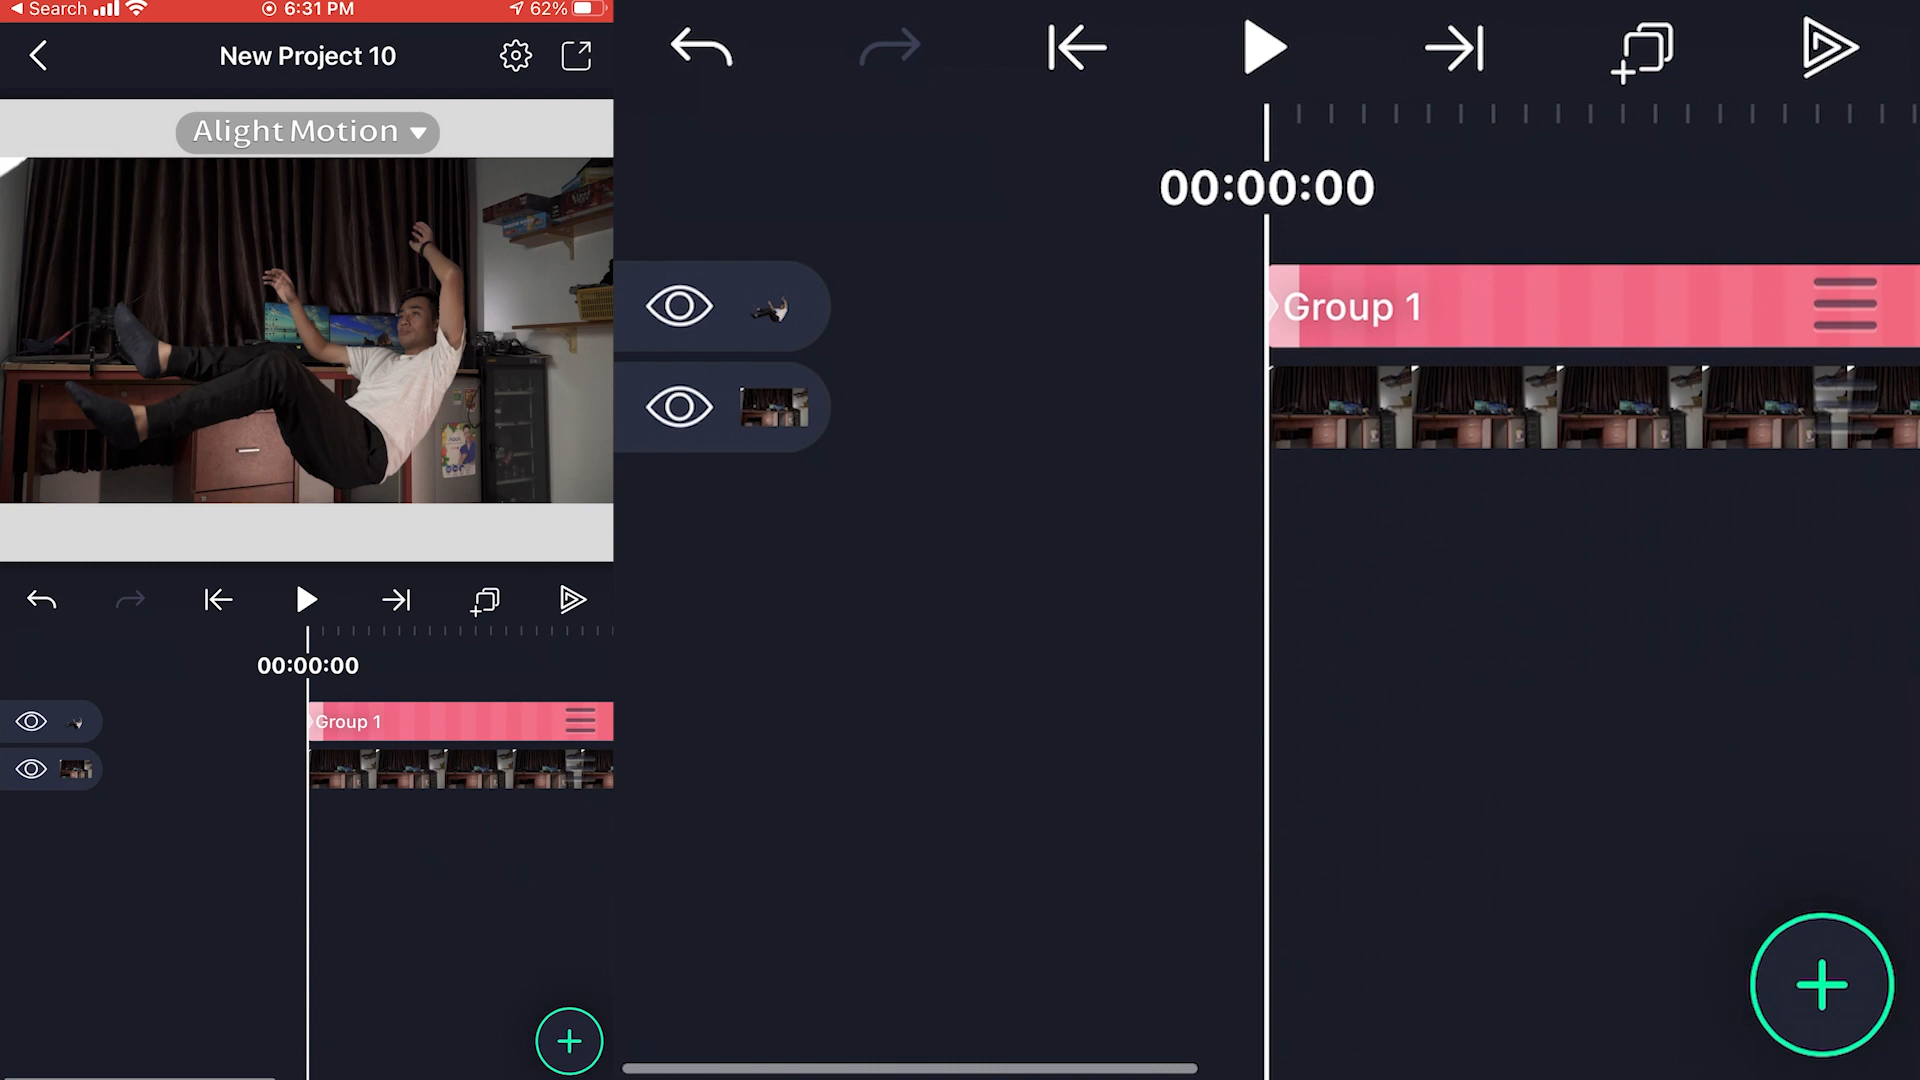 Search
6:31 PM
62%
New Project 10
Alight Motion
00:00:00
Group 1
00:00:00
Group 1